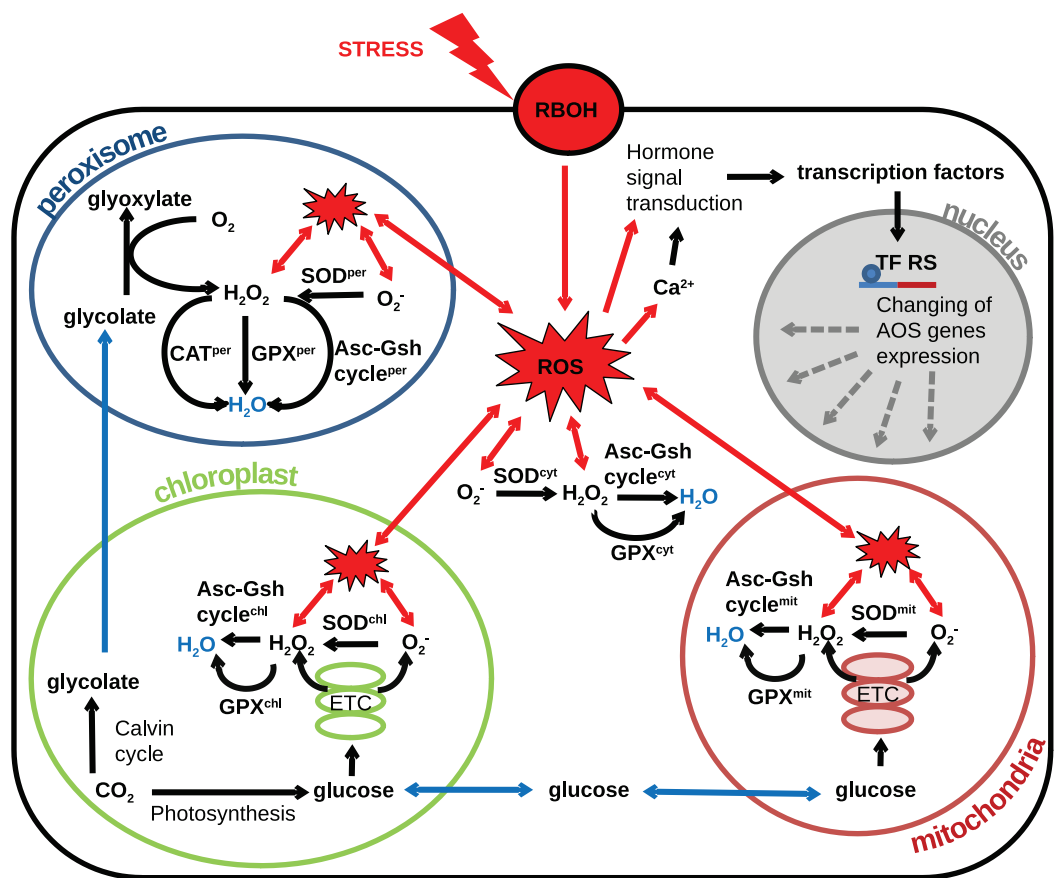 STRESS
RBOH
peroxisome
glyoxylate
O₂
SODᵖᵉʳ
H₂O₂
O₂⁻
glycolate
CATᵖᵉʳ
GPXᵖᵉʳ
Asc-Gsh
cycleᵖᵉʳ
H₂O
Hormone
signal
transduction
transcription factors
Ca²⁺
ROS
nucleus
TF RS
Changing of
AOS genes
expression
O₂⁻
SODᶜʸᵗ
H₂O₂
Asc-Gsh
cycleᶜʸᵗ
H₂O
GPXᶜʸᵗ
chloroplast
Asc-Gsh
cycleᶜʰˡ
H₂O
H₂O₂
SODᶜʰˡ
O₂⁻
GPXᶜʰˡ
ETC
glycolate
Calvin
cycle
CO₂
Photosynthesis
glucose
glucose
mitochondria
Asc-Gsh
cycleᵐⁱᵗ
H₂O
H₂O₂
SODᵐⁱᵗ
O₂⁻
GPXᵐⁱᵗ
ETC
glucose